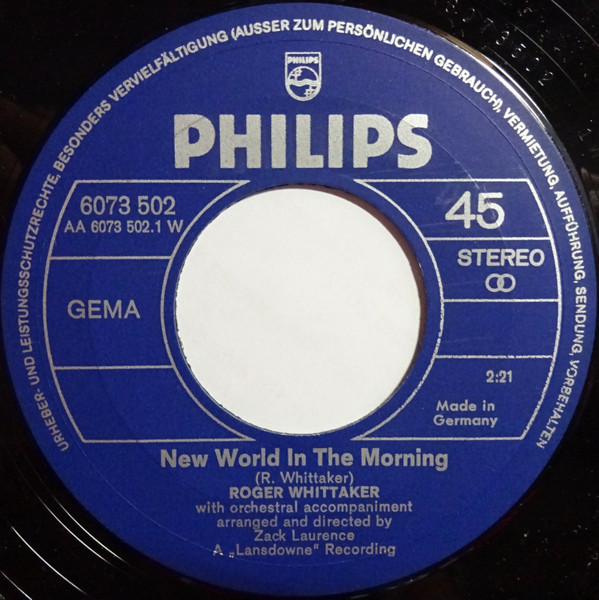 URHEBER- UND LEISTUNGSSCHUTZRECHTE, BESONDERS VERVIELFÄLTIGUNG (AUSSER ZUM PERSÖNLICHEN GEBRAUCH), VERMIETUNG, AUFFÜHRUNG, SENDUNG, VORBEHALTEN
PHILIPS
PHILIPS
6073 502
AA 6073 502.1 W
45
STEREO
GEMA
2:21
Made in
Germany
New World In The Morning
(R. Whittaker)
ROGER WHITTAKER
with orchestral accompaniment
arranged and directed by
Zack Laurence
A „Lansdowne“ Recording